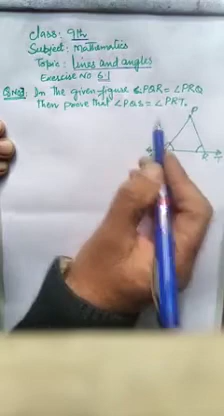 Class: 9th
Subject: Mathematics
Topic: Lines and angles
Exercise No 6.1
Q.No3. In the given figure ∠PQR = ∠PRQ
then prove that ∠PQS = ∠PRT.
P
R T